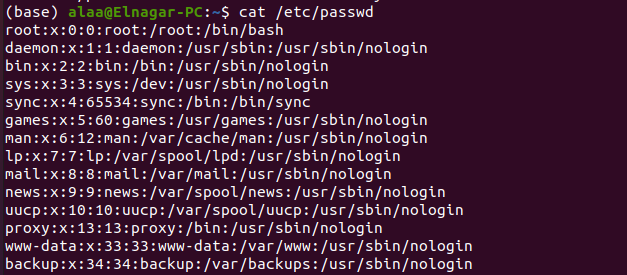 (base) alaa@Elnagar-PC:~$ cat /etc/passwd
root:x:0:0:root:/root:/bin/bash
daemon:x:1:1:daemon:/usr/sbin:/usr/sbin/nologin
bin:x:2:2:bin:/bin:/usr/sbin/nologin
sys:x:3:3:sys:/dev:/usr/sbin/nologin
sync:x:4:65534:sync:/bin:/bin/sync
games:x:5:60:games:/usr/games:/usr/sbin/nologin
man:x:6:12:man:/var/cache/man:/usr/sbin/nologin
lp:x:7:7:lp:/var/spool/lpd:/usr/sbin/nologin
mail:x:8:8:mail:/var/mail:/usr/sbin/nologin
news:x:9:9:news:/var/spool/news:/usr/sbin/nologin
uucp:x:10:10:uucp:/var/spool/uucp:/usr/sbin/nologin
proxy:x:13:13:proxy:/bin:/usr/sbin/nologin
www-data:x:33:33:www-data:/var/www:/usr/sbin/nologin
backup:x:34:34:backup:/var/backups:/usr/sbin/nologin